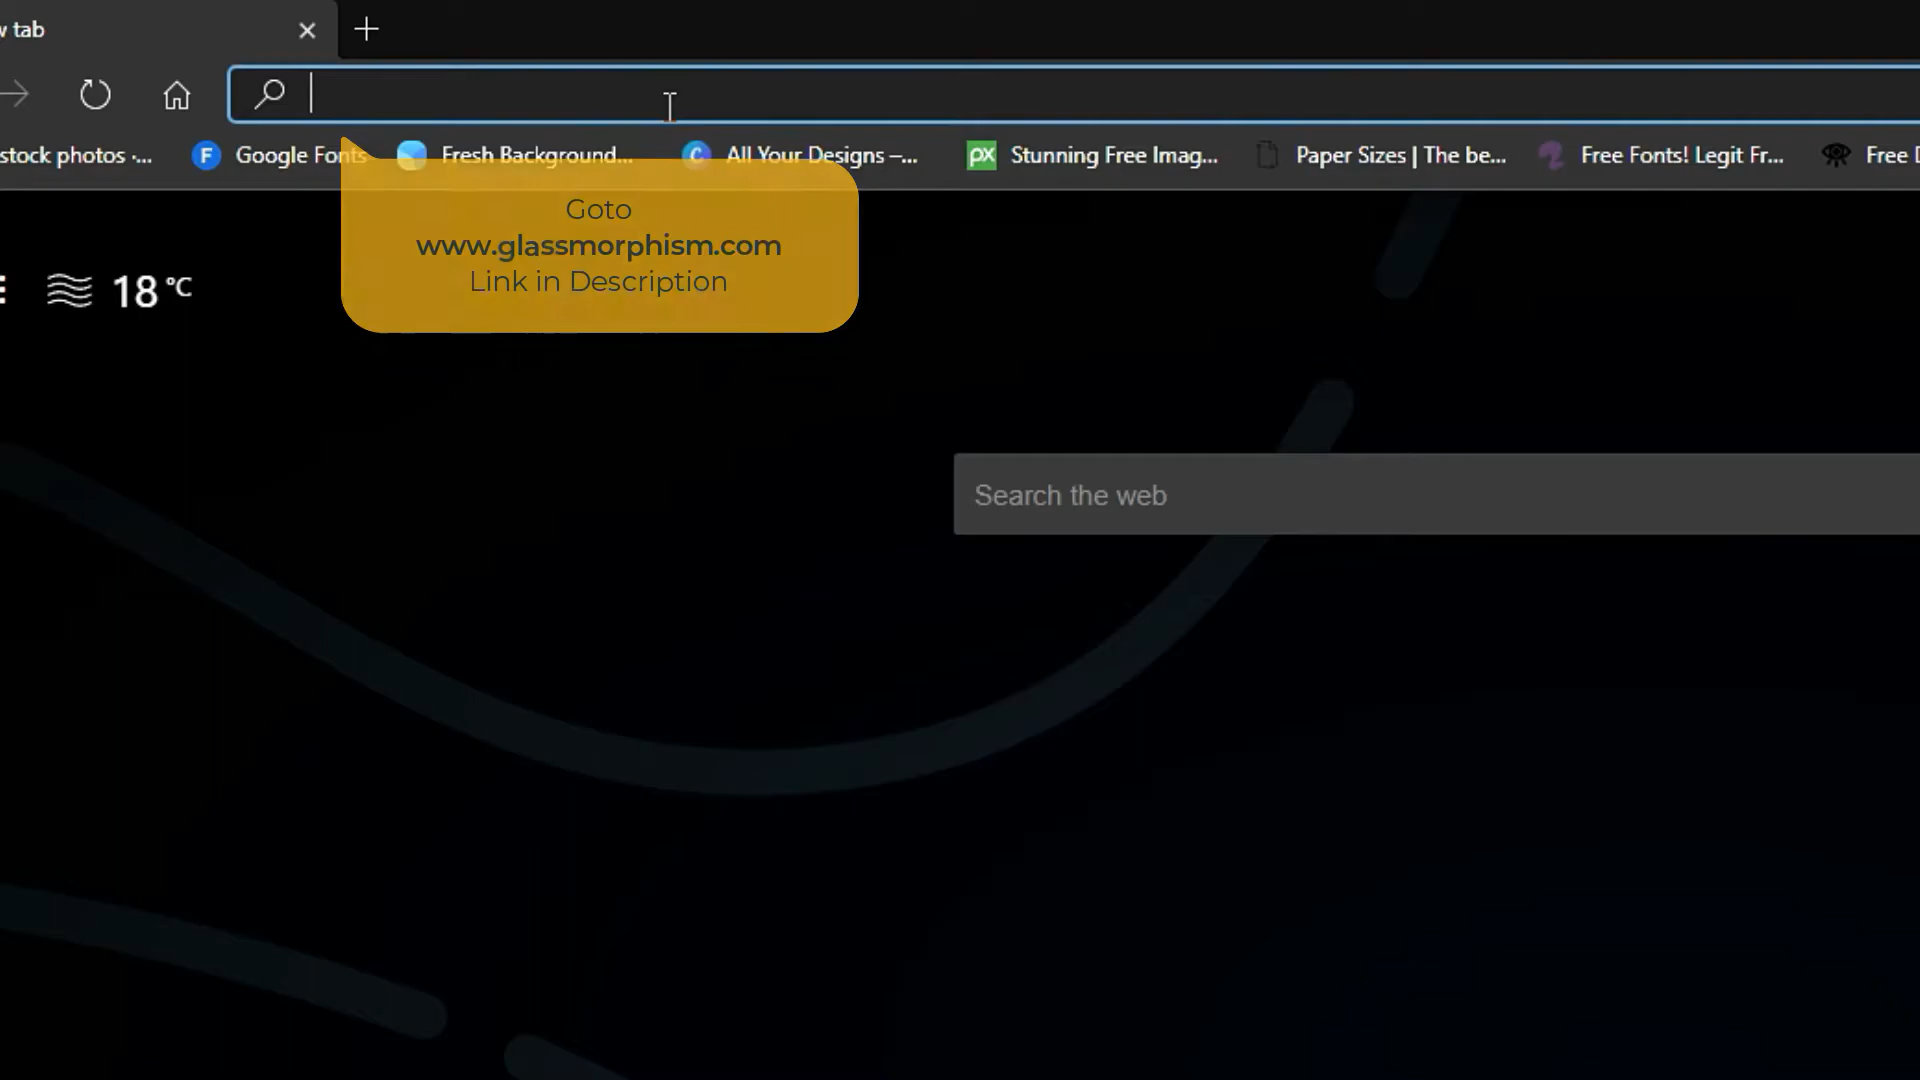 w tab
stock photos ·...
F
Google Fonts
Fresh Background...
C
All Your Designs –...
px
Stunning Free Imag...
Paper Sizes | The be...
Free Fonts! Legit Fr...
Free D
Goto
www.glassmorphism.com
Link in Description
18 °C
Search the web